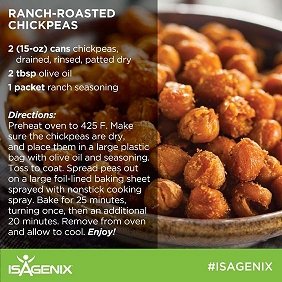 RANCH-ROASTED
CHICKPEAS
2 (15-oz) cans chickpeas,
drained, rinsed, patted dry
2 tbsp olive oil
1 packet ranch seasoning
Directions:
Preheat oven to 425 F. Make
sure the chickpeas are dry,
and place them in a large plastic
bag with olive oil and seasoning.
Toss to coat. Spread peas out
on a large foil-lined baking sheet
sprayed with nonstick cooking
spray. Bake for 25 minutes,
turning once, then an additional
20 minutes. Remove from oven
and allow to cool. Enjoy!
ISAGENIX
#ISAGENIX